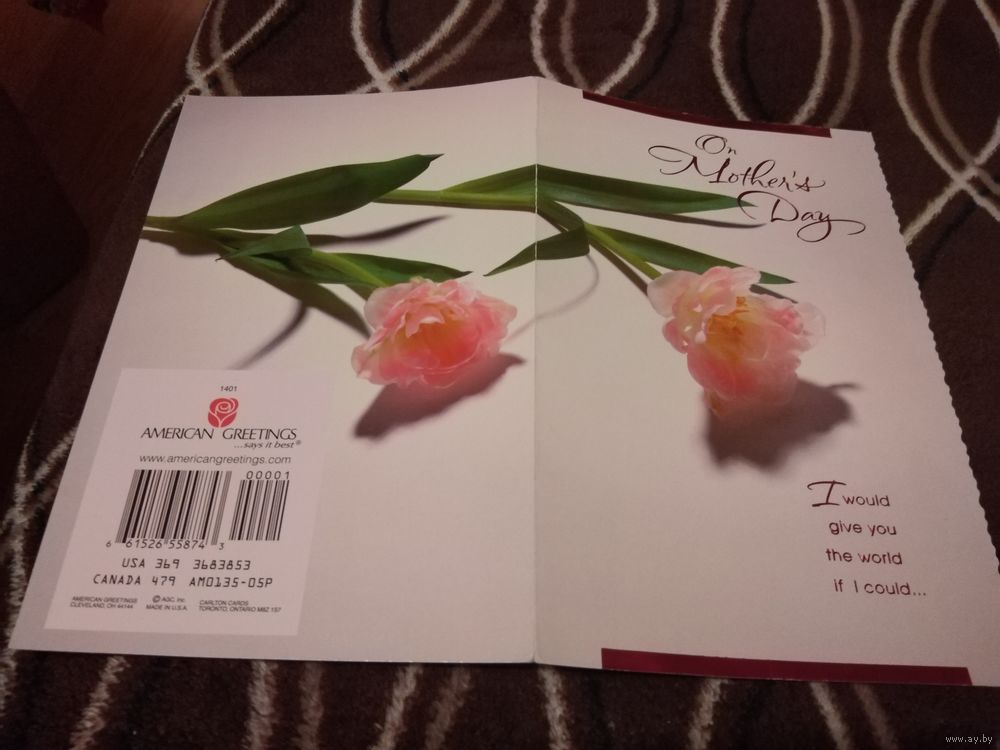 On
Mother's
Day
I would
give you
the world
if I could...
1401
AMERICAN GREETINGS
...says it best®
www.americangreetings.com
00001
6 61526 55874 3
USA 369 3683853
CANADA 479 AM0135-05P
AMERICAN GREETINGS © AGC, Inc. CARLTON CARDS
CLEVELAND, OH 44144 MADE IN U.S.A. TORONTO, ONTARIO M8Z 1S7
www.ay.by